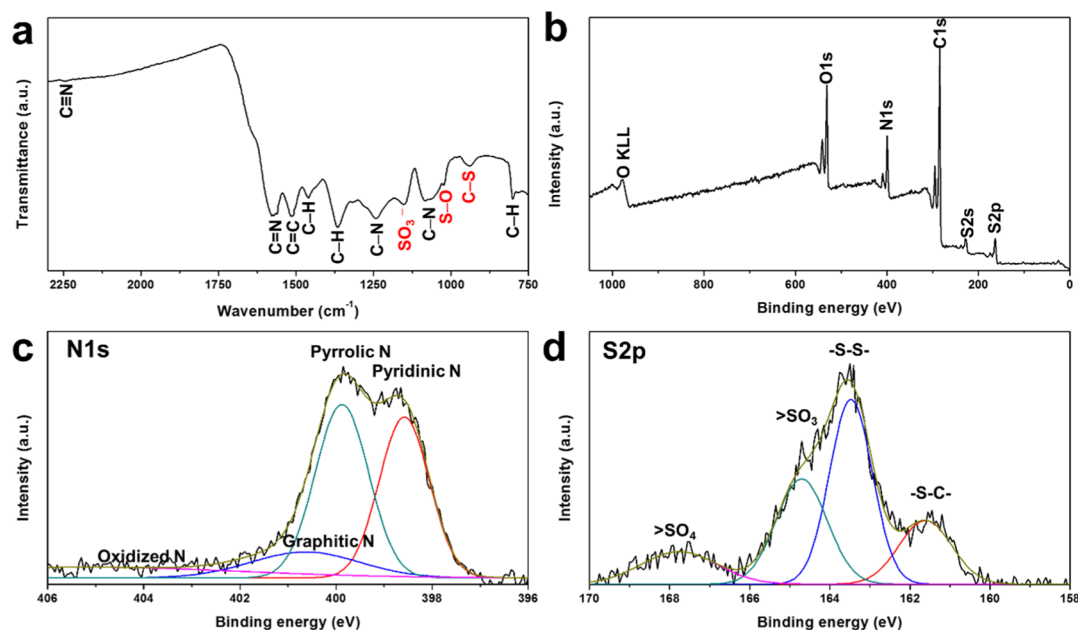 a
C≡N
C=N
C=C
C–H
C–H
C–N
SO₃⁻
C–N
S–O
C–S
C–H
Transmittance (a.u.)
2250 2000 1750 1500 1250 1000 750
Wavenumber (cm⁻¹)
b
O KLL
O1s
N1s
C1s
S2s
S2p
Intensity (a.u.)
1000 800 600 400 200 0
Binding energy (eV)
c N1s
Pyrrolic N
Pyridinic N
Graphitic N
Oxidized N
Intensity (a.u.)
406 404 402 400 398 396
Binding energy (eV)
d S2p
-S-S-
>SO₃
-S-C-
>SO₄
Intensity (a.u.)
170 168 166 164 162 160 158
Binding energy (eV)